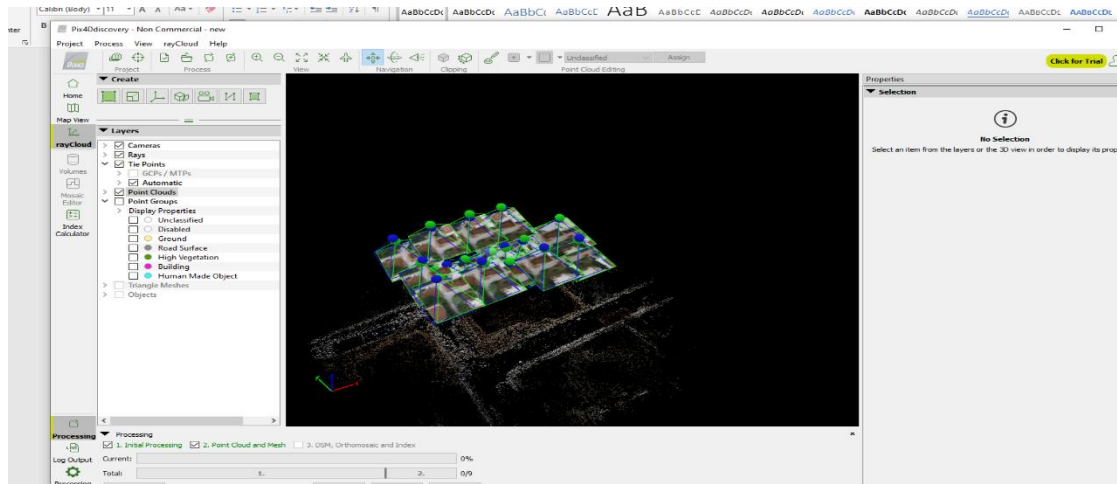 Calibri (Body) 11 A A Aa
AaBbCcDc AaBbCcDc AaBbCc AaBbCcE AaB AaBbCcE AaBbCcDc AaBbCcDc AaBbCcDc AaBbCcDc AaBbCcDc AaBbCcDc AABBCCDC AABBCCDC
B
Pix4Ddiscovery - Non Commercial - new
Project Process View rayCloud Help
Unclassified Assign
Project Process View Navigation Clipping Point Cloud Editing
Click for Trial
Home
Map View
rayCloud
Volumes
Mosaic
Editor
Index
Calculator
Create
Layers
Cameras
Rays
Tie Points
GCPs / MTPs
Automatic
Point Clouds
Point Groups
Display Properties
Unclassified
Disabled
Ground
Road Surface
High Vegetation
Building
Human Made Object
Triangle Meshes
Objects
Properties
Selection
No Selection
Select an item from the layers or the 3D view in order to display its prop
Processing
Log Output
Processing
Processing
1. Initial Processing 2. Point Cloud and Mesh 3. DSM, Orthomosaic and Index
Current: 0%
Total: 1. 2. 0/9